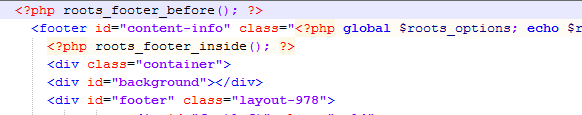 <?php roots_footer_before(); ?>
<footer id="content-info" class="<?php global $roots_options; echo $r
<?php roots_footer_inside(); ?>
<div class="container">
<div id="background"></div>
<div id="footer" class="layout-978">